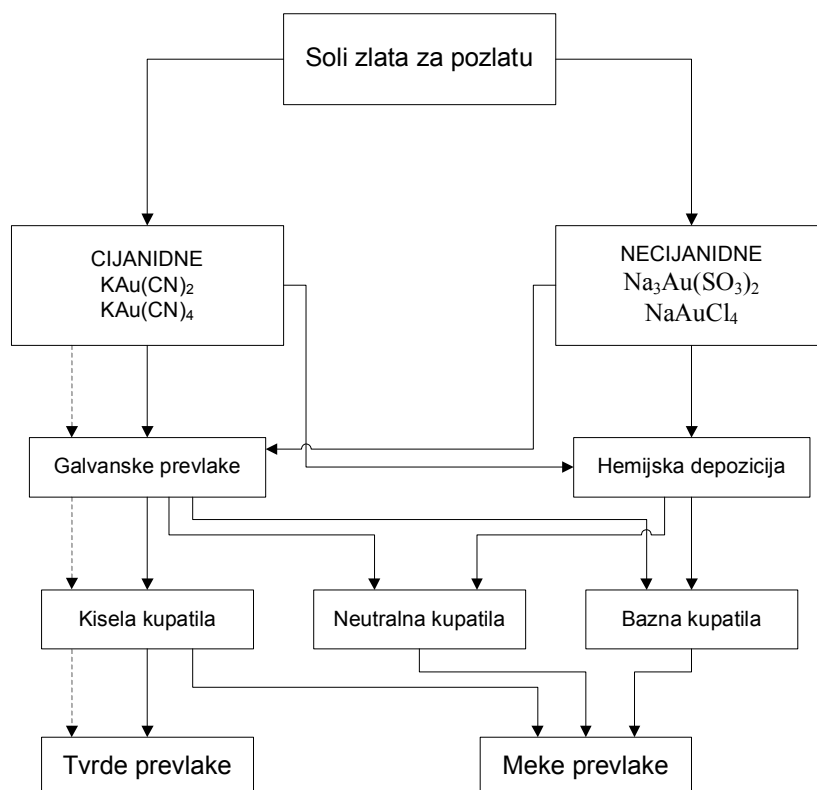 Soli zlata za pozlatu
CIJANIDNE
KAu(CN)₂
KAu(CN)₄
NECIJANIDNE
Na₃Au(SO₃)₂
NaAuCl₄
Galvanske prevlake
Hemijska depozicija
Kisela kupatila
Neutralna kupatila
Bazna kupatila
Tvrde prevlake
Meke prevlake